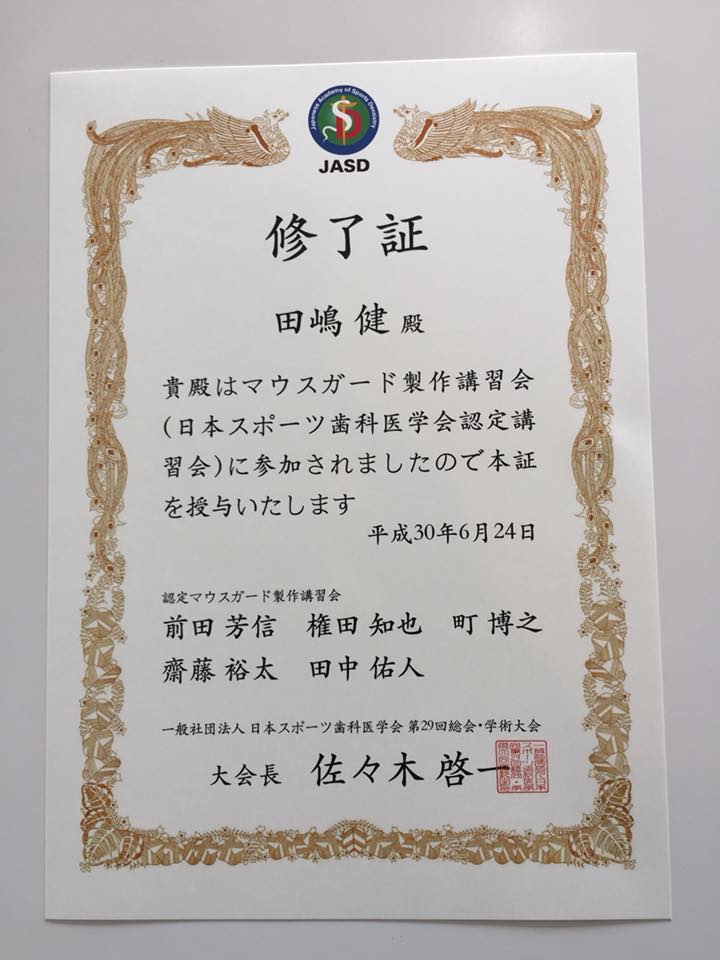 Japanese Academy of Sports Dentistry
JASD
修了証
田嶋 健 殿
貴殿はマウスガード製作講習会
(日本スポーツ歯科医学会認定講
習会)に参加されましたので本証
を授与いたします
平成30年6月24日
認定マウスガード製作講習会
前田 芳信 権田 知也 町 博之
齋藤 裕太 田中 佑人
一般社団法人 日本スポーツ歯科医学会 第29回総会・学術大会
大会長 佐々木 啓一